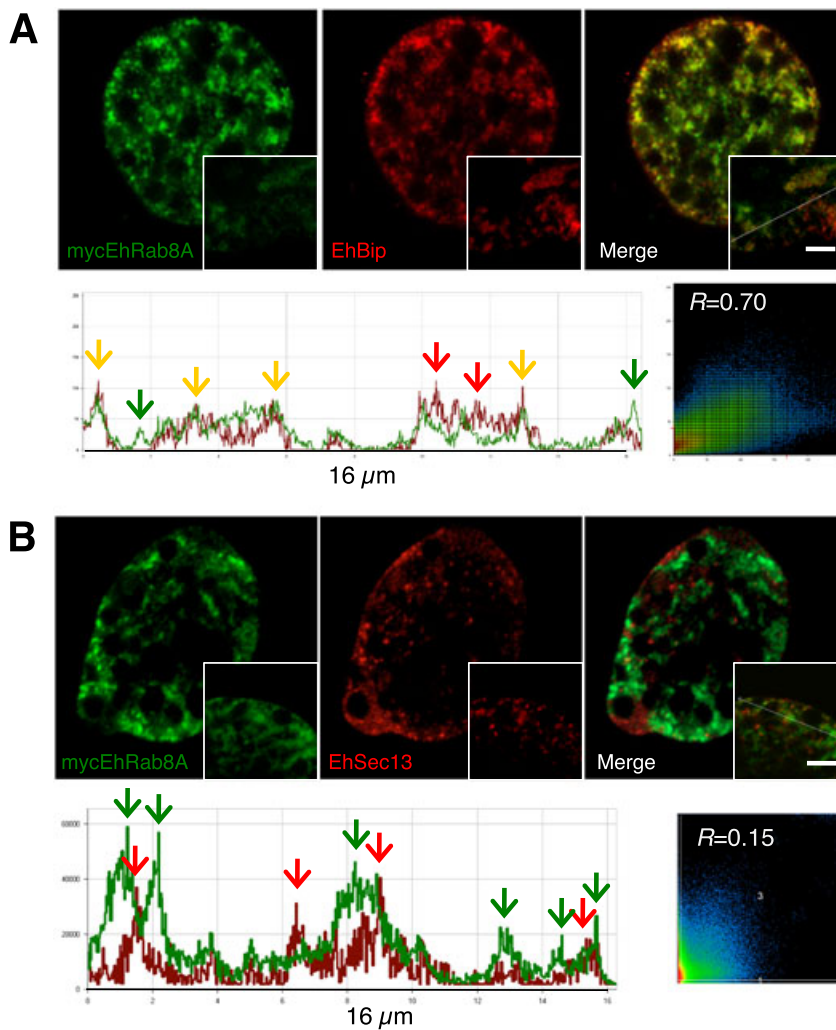 A
mycEhRab8A
EhBip
Merge
R=0.70
16 µm
B
mycEhRab8A
EhSec13
Merge
60000
40000
20000
0
0 2 4 6 8 10 12 14 16
16 µm
R=0.15
3